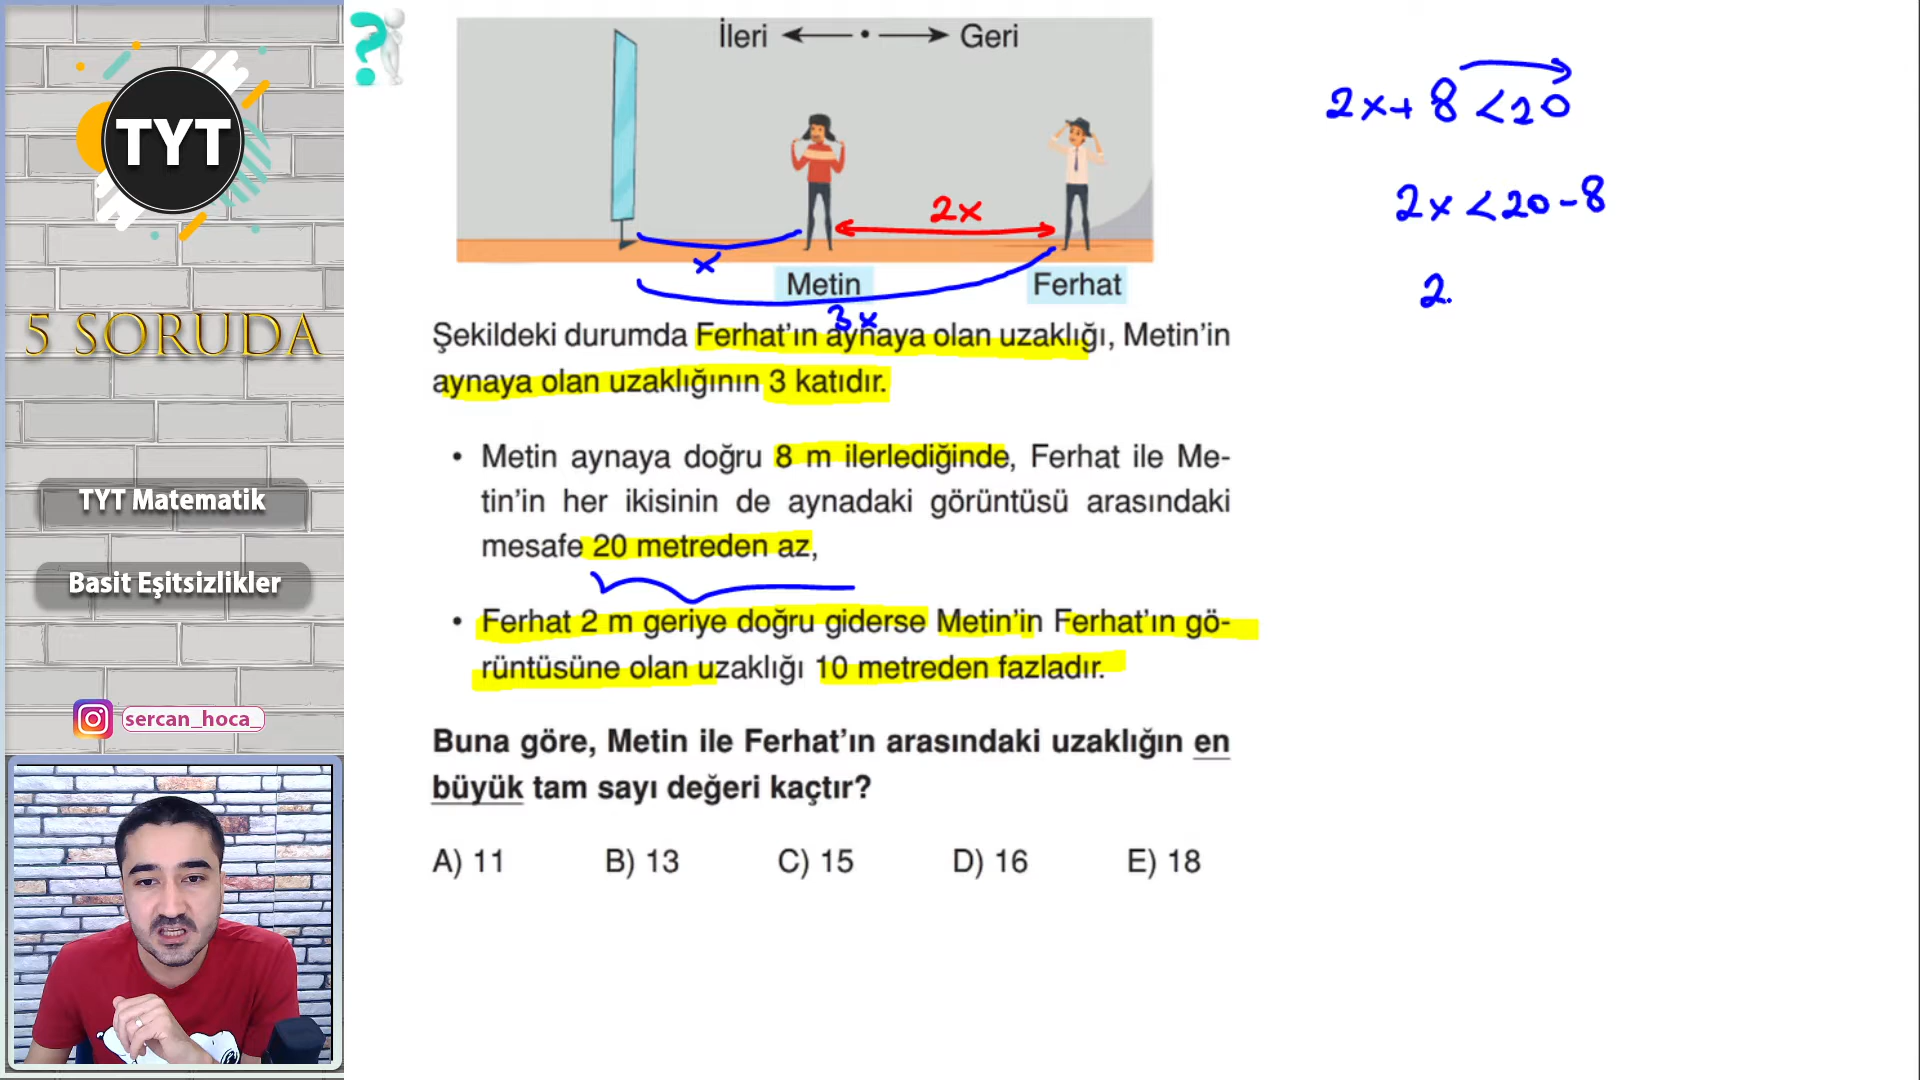 TYT
5 SORUDA
TYT Matematik
Basit Eşitsizlikler
sercan_hoca_
İleri Geri
2x
x
Metin Ferhat
3x
Şekildeki durumda Ferhat'ın aynaya olan uzaklığı, Metin'in
aynaya olan uzaklığının 3 katıdır.
• Metin aynaya doğru 8 m ilerlediğinde, Ferhat ile Me-
tin'in her ikisinin de aynadaki görüntüsü arasındaki
mesafe 20 metreden az,
• Ferhat 2 m geriye doğru giderse Metin'in Ferhat'ın gö-
rüntüsüne olan uzaklığı 10 metreden fazladır.
Buna göre, Metin ile Ferhat'ın arasındaki uzaklığın en
büyük tam sayı değeri kaçtır?
A) 11 B) 13 C) 15 D) 16 E) 18
2x+8<20
2x<20-8
2.